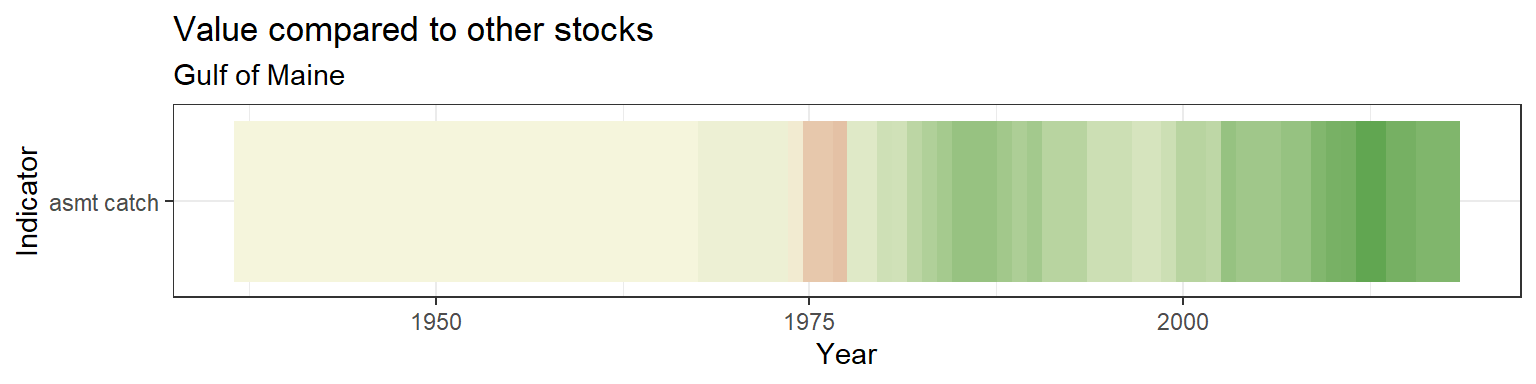 Value compared to other stocks
Gulf of Maine
Indicator
asmt catch
1950 1975 2000
Year